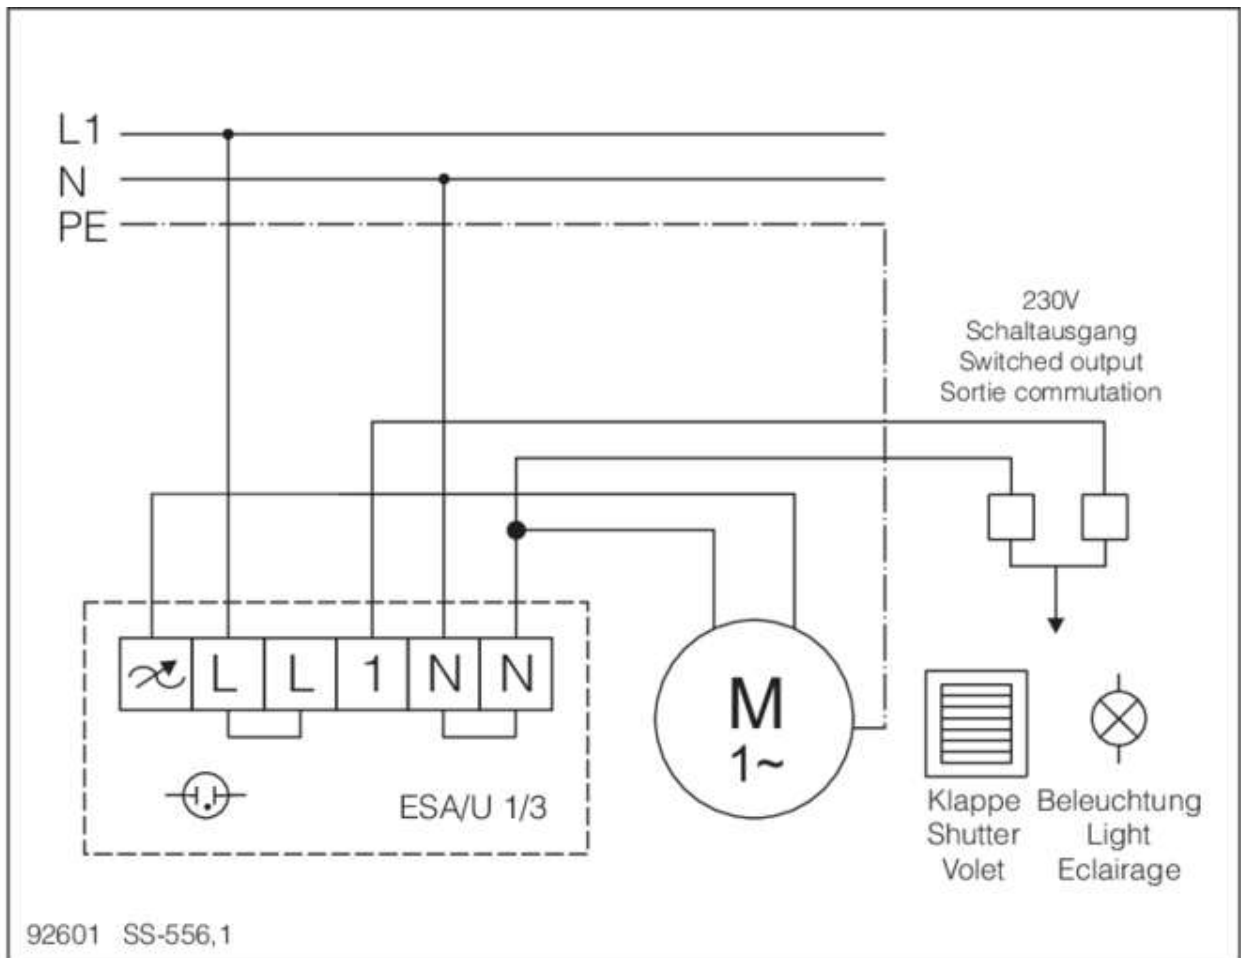 L1
N
PE
230V
Schaltausgang
Switched output
Sortie commutation
L L 1 N N
M
1~
ESA/U 1/3
Klappe
Shutter
Volet
Beleuchtung
Light
Eclairage
92601 SS-556,1